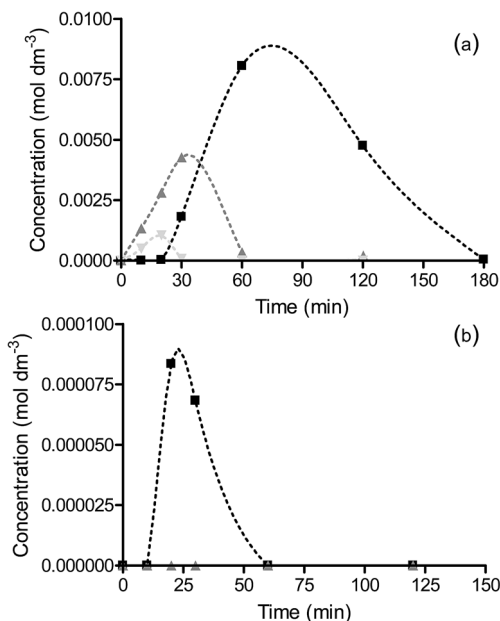 (a)
Concentration (mol dm-3)
0.0100
0.0075
0.0050
0.0025
0.0000
0 30 60 90 120 150 180
Time (min)
(b)
Concentration (mol dm-3)
0.000100
0.000075
0.000050
0.000025
0.000000
0 25 50 75 100 125 150
Time (min)